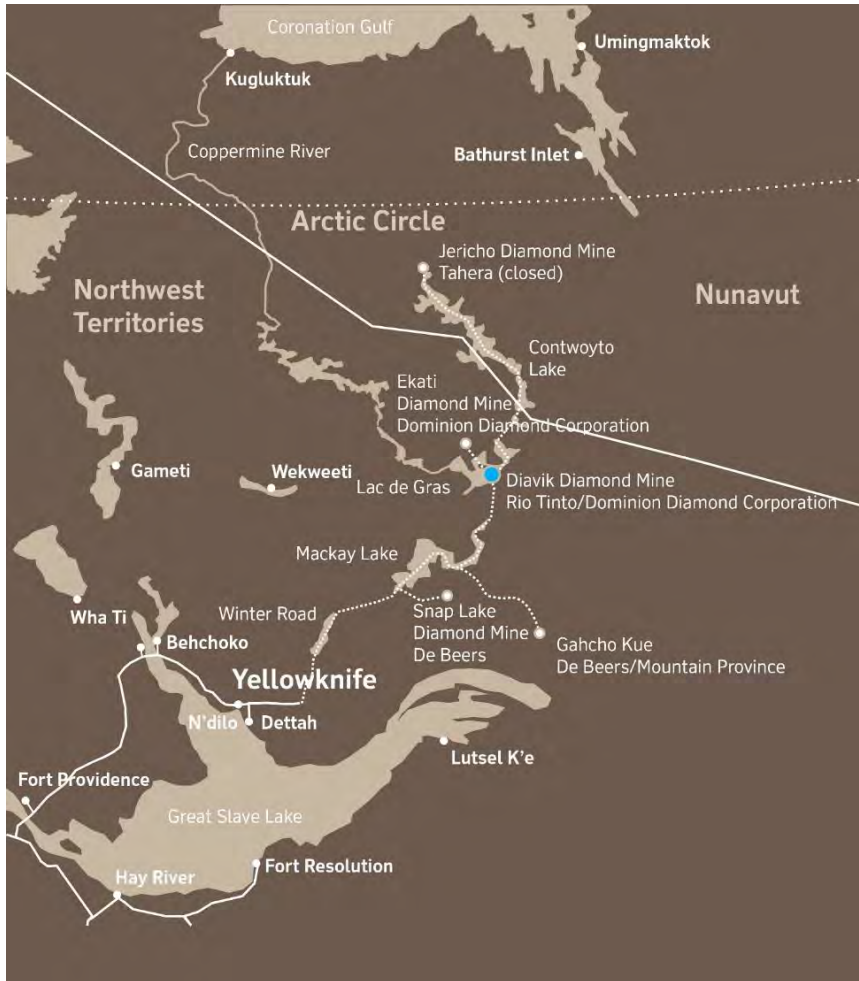 Coronation Gulf
Umingmaktok
Kugluktuk
Coppermine River
Bathurst Inlet
Arctic Circle
Jericho Diamond Mine
Tahera (closed)
Northwest
Territories
Nunavut
Contwoyto
Lake
Ekati
Diamond Mine
Dominion Diamond Corporation
Gameti
Wekweeti
Lac de Gras
Diavik Diamond Mine
Rio Tinto/Dominion Diamond Corporation
Mackay Lake
Wha Ti
Winter Road
Snap Lake
Diamond Mine
De Beers
Behchoko
Gahcho Kue
De Beers/Mountain Province
Yellowknife
N'dilo
Dettah
Lutsel K'e
Fort Providence
Great Slave Lake
Fort Resolution
Hay River